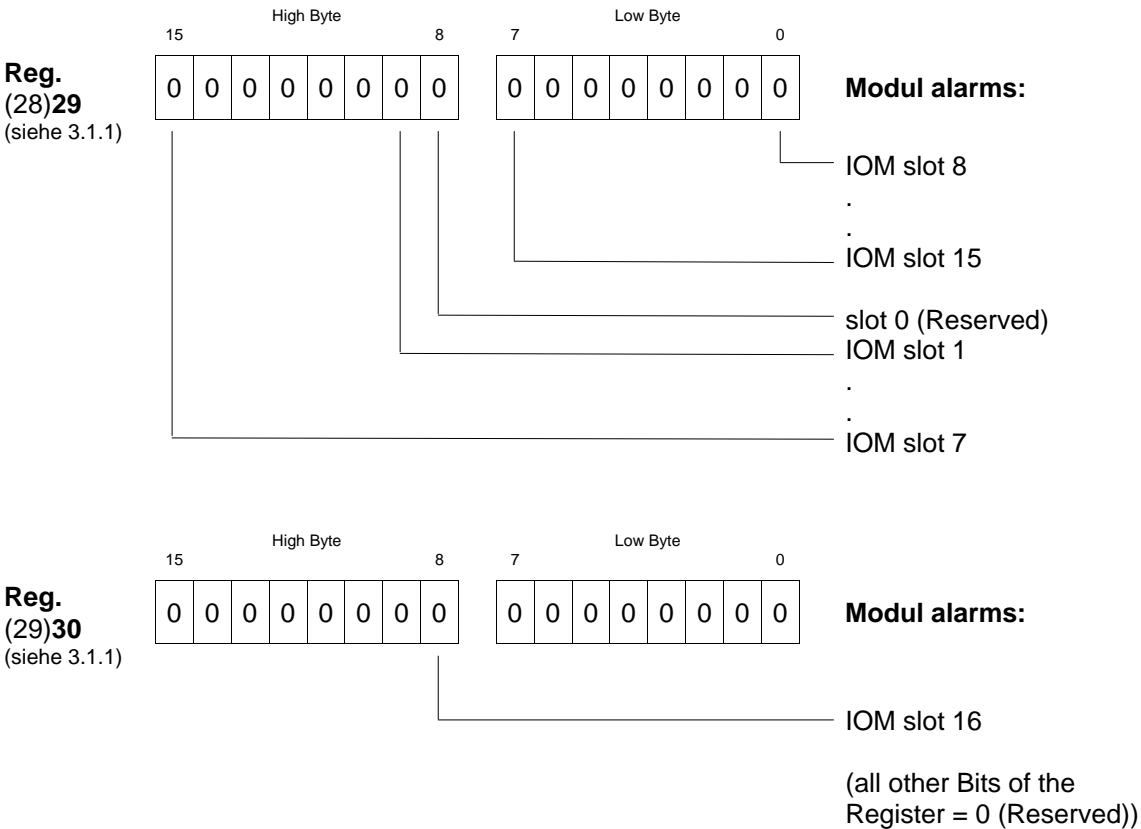 High Byte Low Byte
15 8 7 0
Reg.
(28)29
(siehe 3.1.1)
0 0 0 0 0 0 0 0 0 0 0 0 0 0 0 0
Modul alarms:
IOM slot 8
.
.
IOM slot 15
slot 0 (Reserved)
IOM slot 1
.
.
IOM slot 7
High Byte Low Byte
15 8 7 0
Reg.
(29)30
(siehe 3.1.1)
0 0 0 0 0 0 0 0 0 0 0 0 0 0 0 0
Modul alarms:
IOM slot 16
(all other Bits of the
Register = 0 (Reserved))